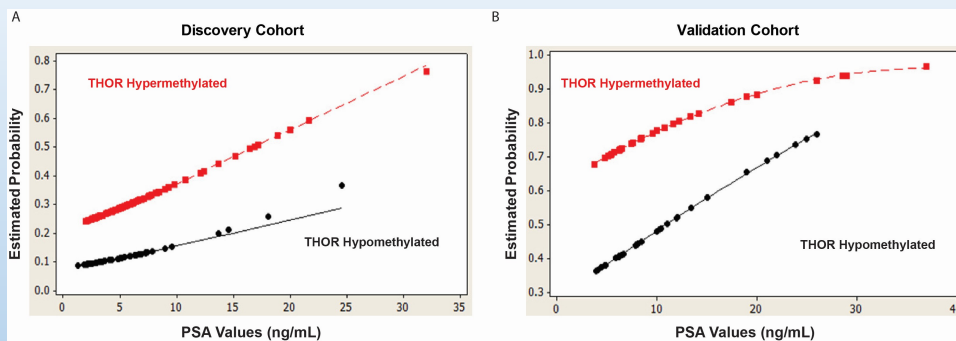 A
Discovery Cohort
THOR Hypermethylated
THOR Hypomethylated
Estimated Probability
0.8
0.7
0.6
0.5
0.4
0.3
0.2
0.1
0.0
0 5 10 15 20 25 30 35
PSA Values (ng/mL)
B
Validation Cohort
THOR Hypermethylated
THOR Hypomethylated
Estimated Probability
1.0
0.9
0.8
0.7
0.6
0.5
0.4
0.3
0 10 20 30
PSA Values (ng/mL)